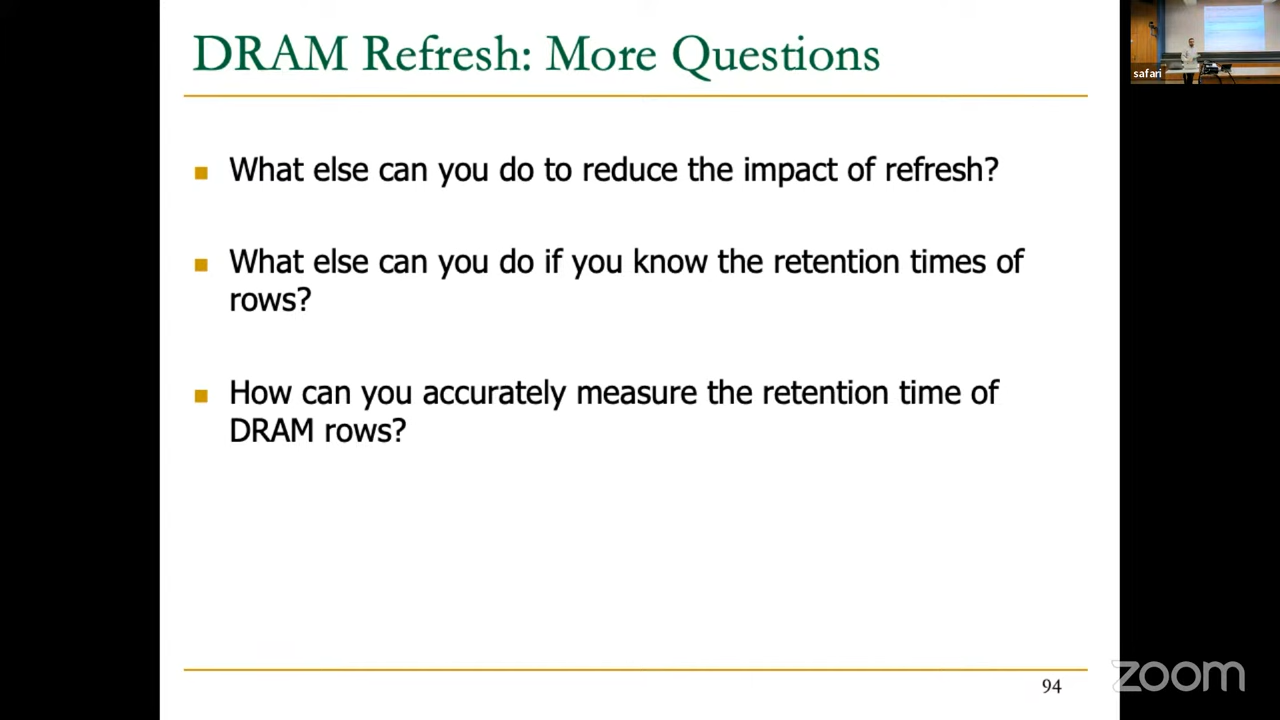 DRAM Refresh: More Questions
safari
What else can you do to reduce the impact of refresh?
What else can you do if you know the retention times of
rows?
How can you accurately measure the retention time of
DRAM rows?
94
zoom